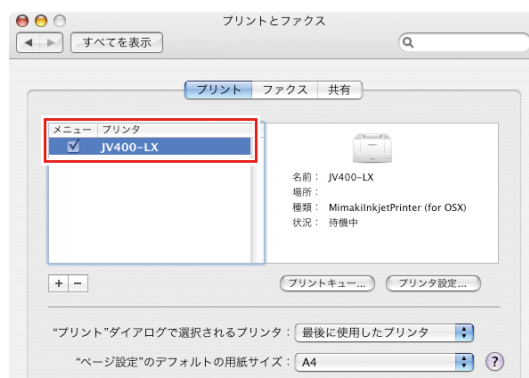 プリントとファクス
すべてを表示
プリント ファクス 共有
メニュー プリンタ
JV400-LX
名前： JV400-LX
場所：
種類： MimakiInkjetPrinter (for OSX)
状況： 待機中
+ −
プリントキュー... プリンタ設定...
“プリント”ダイアログで選択されるプリンタ： 最後に使用したプリンタ
“ページ設定”のデフォルトの用紙サイズ： A4 ?